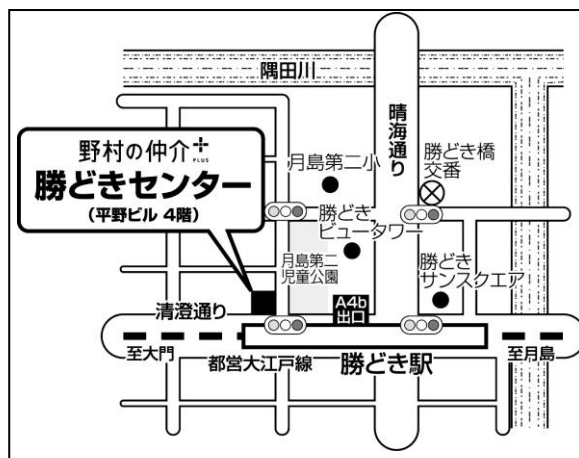 隅田川
晴海通り
野村の仲介+
PLUS
勝どきセンター
(平野ビル 4階)
月島第二小
勝どき橋
交番
勝どき
ビュータワー
月島第二
児童公園
勝どき
サンスクエア
A4b
出口
清澄通り
至大門
都営大江戸線
勝どき駅
至月島